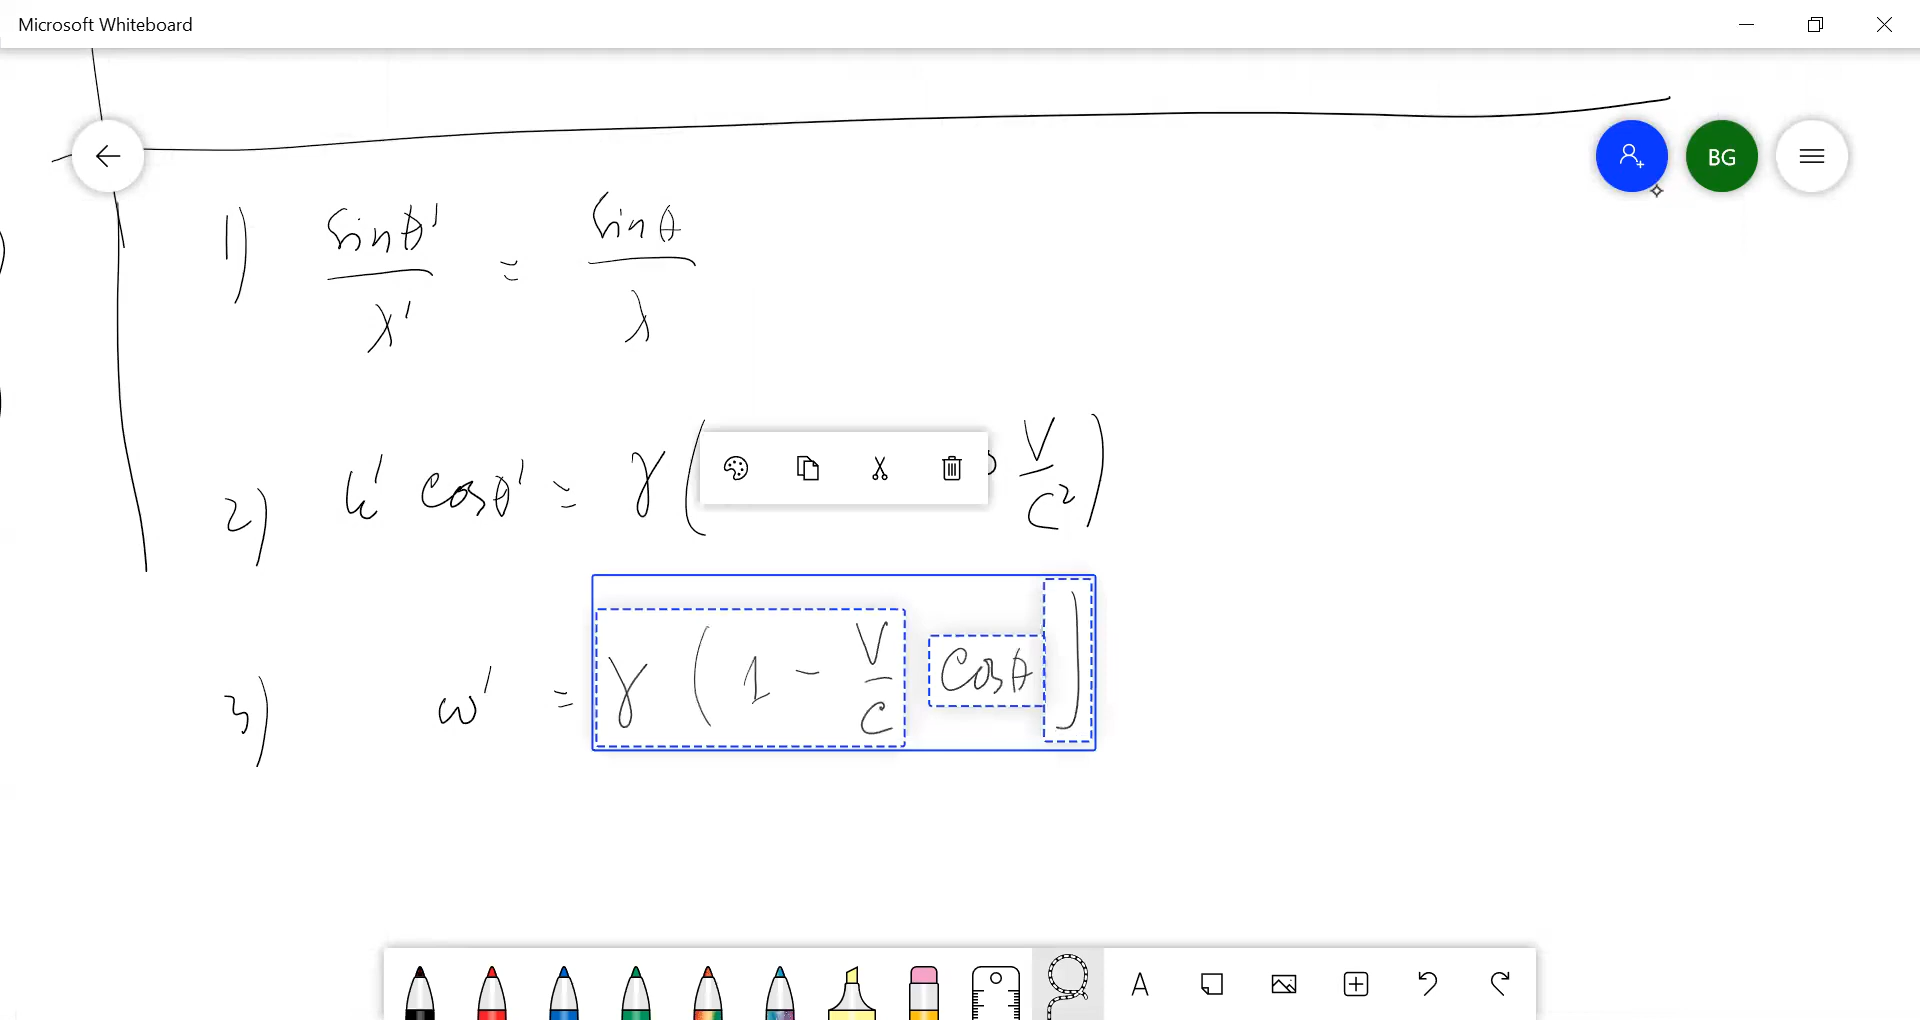 Microsoft Whiteboard
BG
1) sinθ' / λ' = sinθ / λ
2) k' cosθ' = γ ( V / c² )
3) ω' = γ ( 1 - V / c cosθ )
A